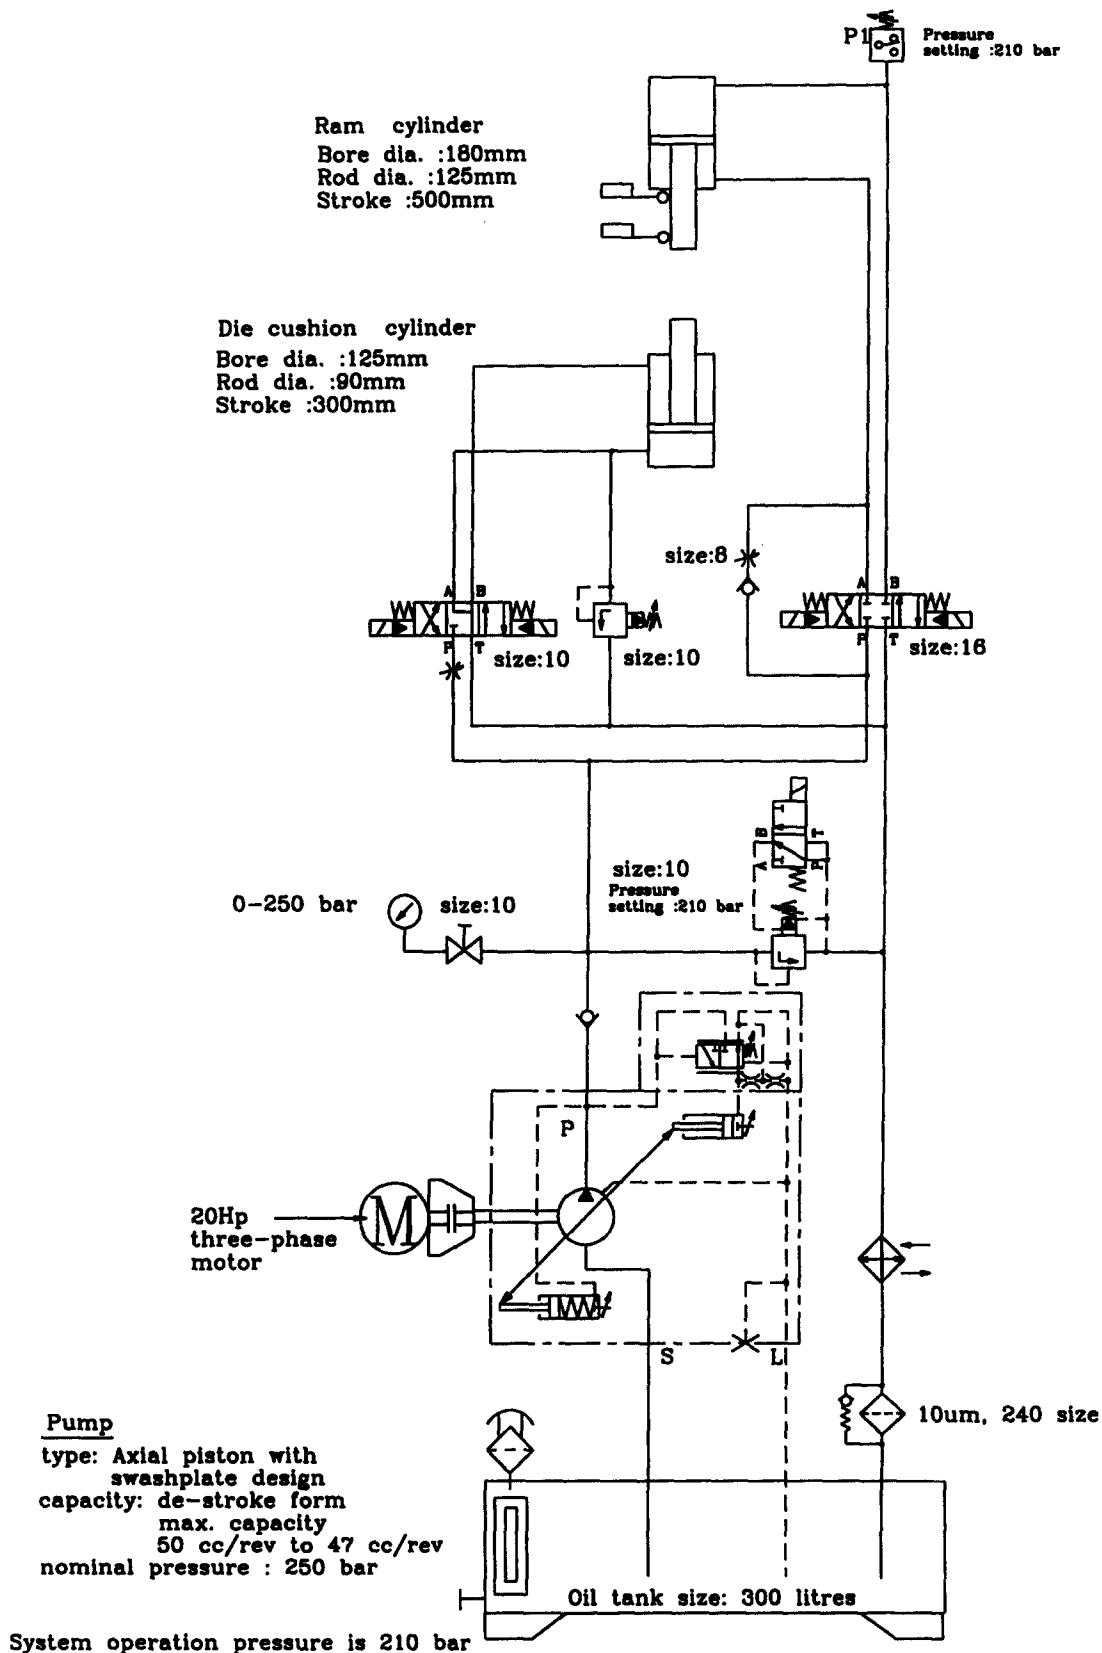 P1
Pressure
setting :210 bar
Ram cylinder
Bore dia. :180mm
Rod dia. :125mm
Stroke :500mm
Die cushion cylinder
Bore dia. :125mm
Rod dia. :90mm
Stroke :300mm
size:8
A B
A B
P T
size:10
size:10
P T
size:16
B T
A P
size:10
Pressure
setting :210 bar
0-250 bar
size:10
P
M
20Hp
three-phase
motor
S
L
10um, 240 size
Pump
type: Axial piston with
swashplate design
capacity: de-stroke form
max. capacity
50 cc/rev to 47 cc/rev
nominal pressure : 250 bar
Oil tank size: 300 litres
System operation pressure is 210 bar